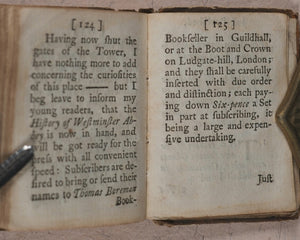 [ 124 ]
Having now shut the
gates of the Tower, I
have nothing more to add
concerning the curiosities
of this place —— but I
beg leave to inform my
young readers, that the
History of Westminster Ab-
bey is now in hand, and
will be got ready for the
press with all convenient
speed: Subscribers are de-
sired to bring or send their
names to Thomas Boreman
Book-
[ 125 ]
Bookseller in Guildhall,
or at the Boot and Crown
on Ludgate-hill, London;
and they shall be carefully
inserted with due order
and distinction; each pay-
ing down Six-pence a Set
in part at subscribing, it
being a large and expen-
sive undertaking.
Just